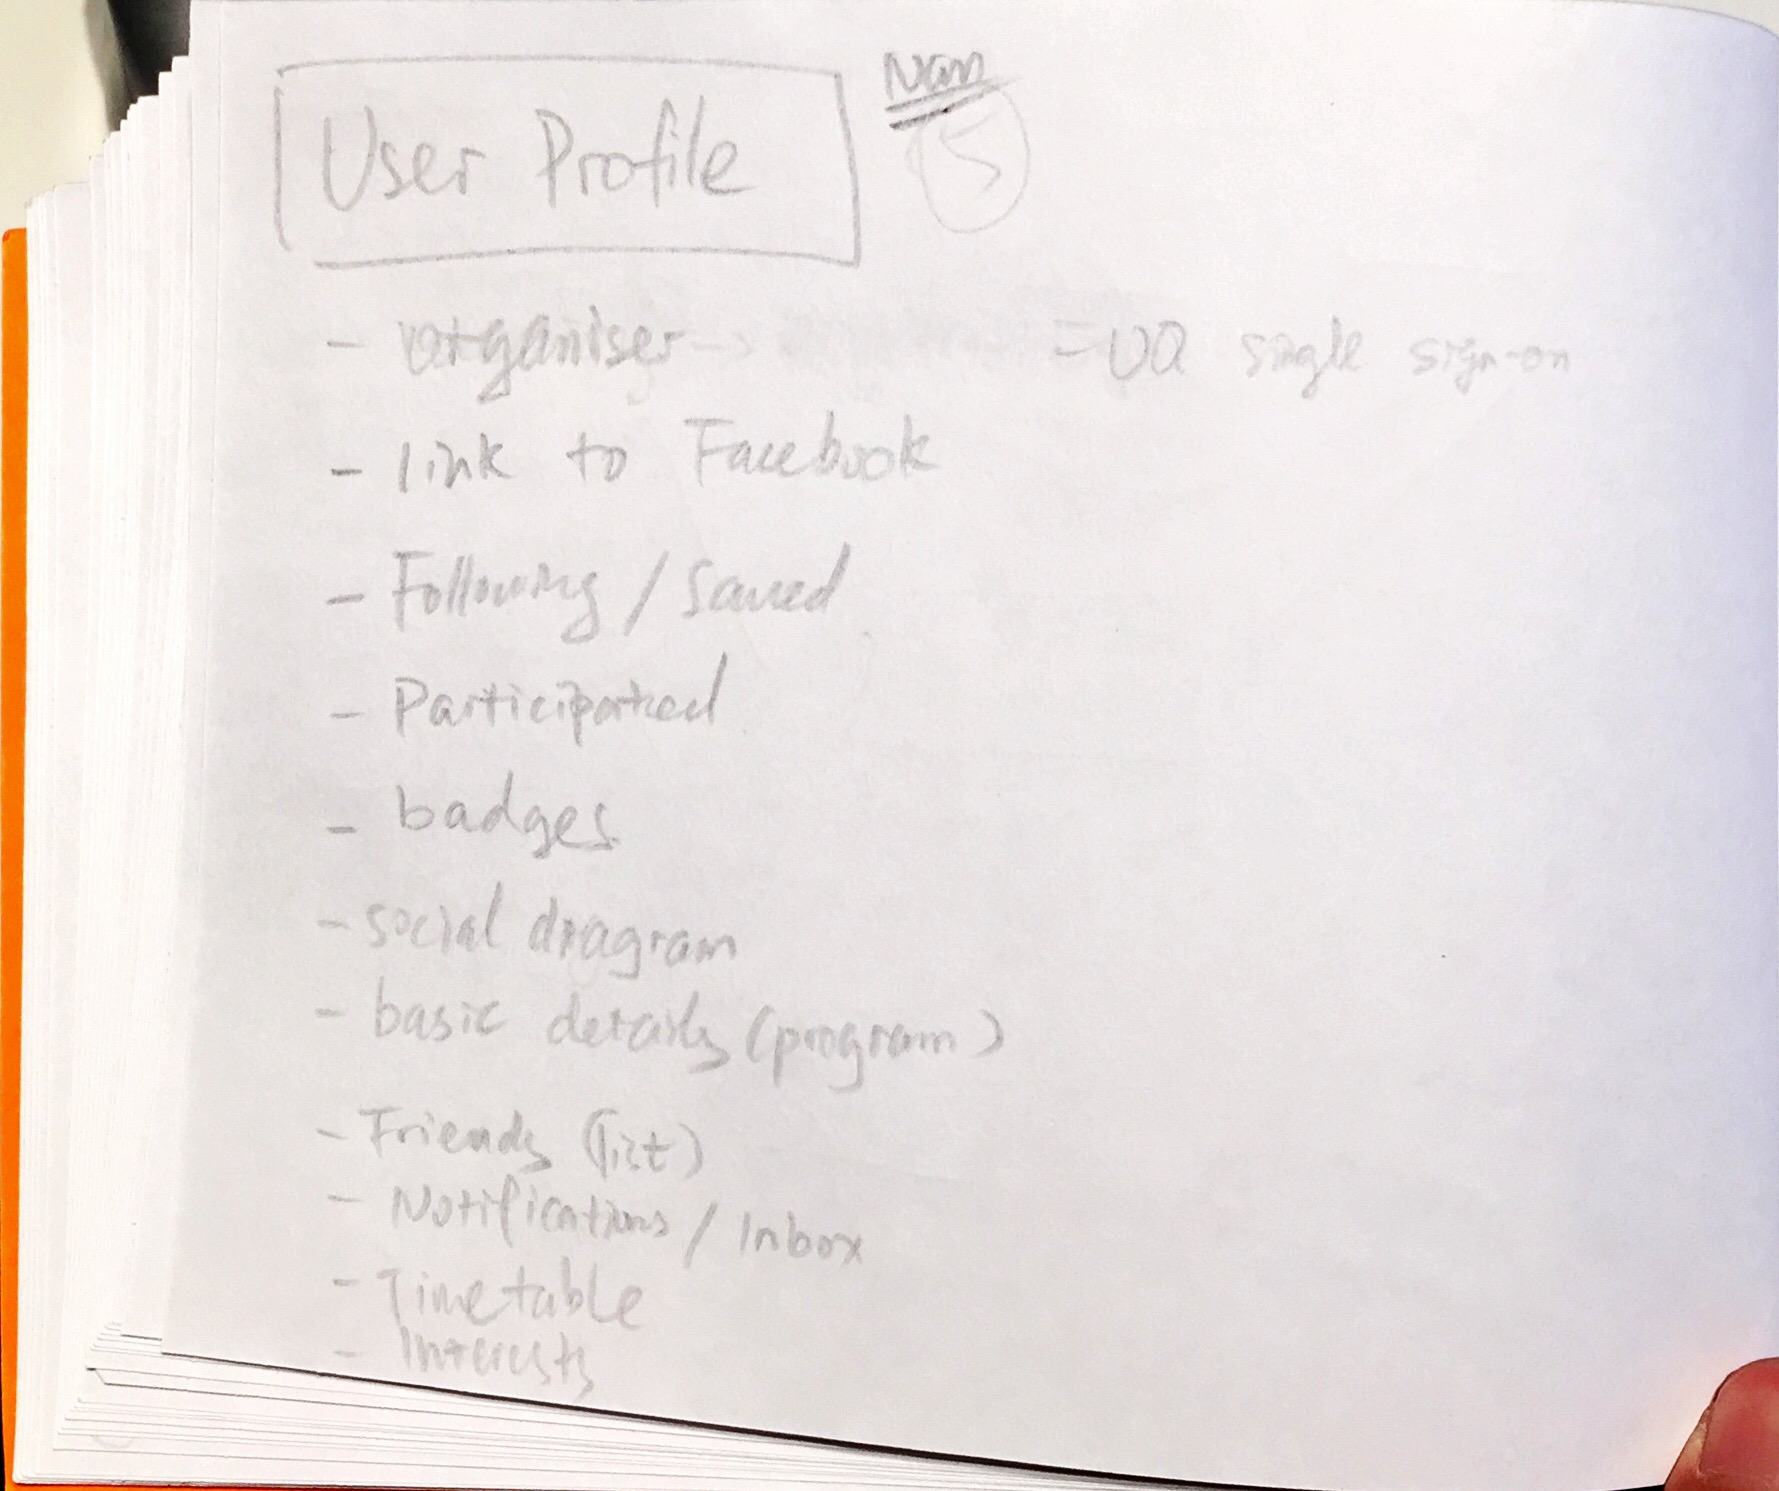 Nan
User Profile
5
- organiser → = UQ single sign-on
- link to Facebook
- Following / Saved
- Participated
- badges
- social diagram
- basic details (program)
- Friends (list)
- Notifications / Inbox
- Timetable
- Interests